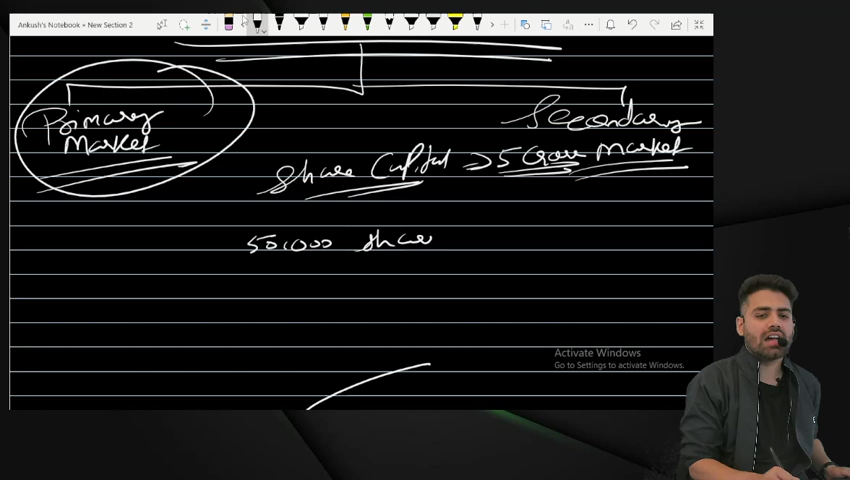 Ankush's Notebook » New Section 2
Primary Market
Secondary Market
Share Capital => 5 Crore
50,000 Share
Activate Windows
Go to Settings to activate Windows.